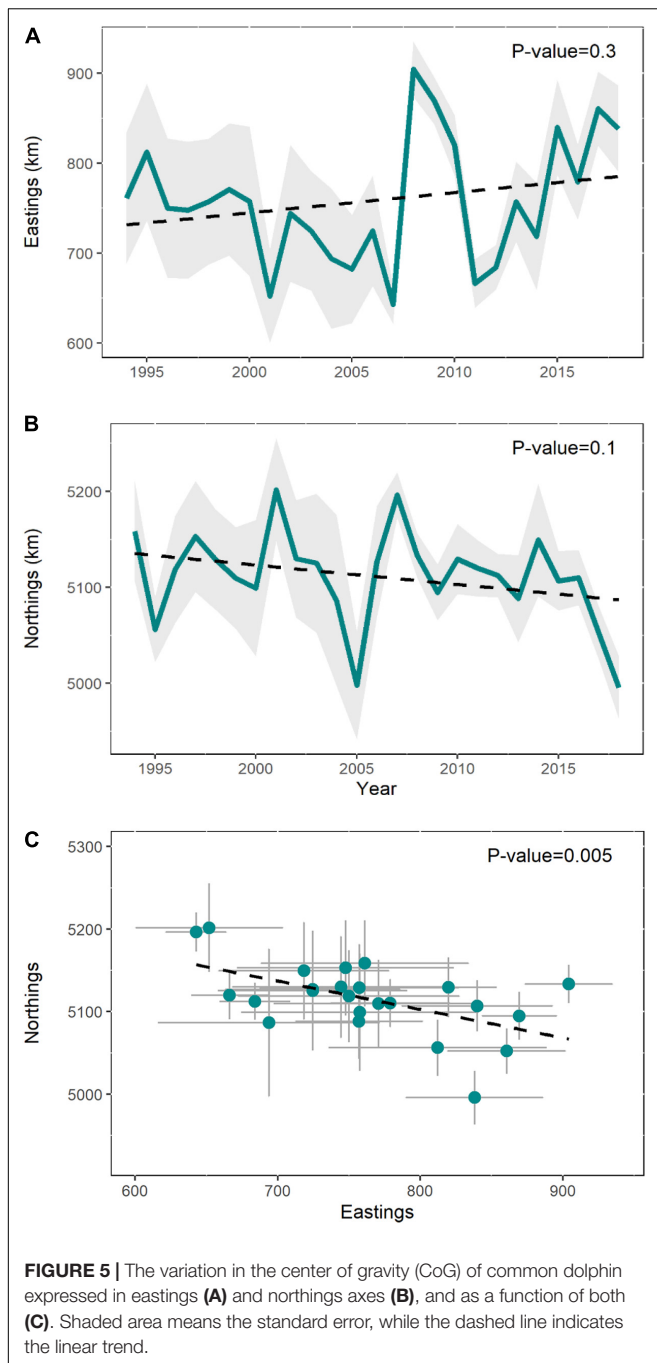 A
P-value=0.3
Eastings (km)
900
800
700
600
1995 2000 2005 2010 2015
B
P-value=0.1
Northings (km)
5200
5100
5000
1995 2000 2005 2010 2015
Year
C
P-value=0.005
Northings
5300
5200
5100
5000
600 700 800 900
Eastings
FIGURE 5 | The variation in the center of gravity (CoG) of common dolphin
expressed in eastings (A) and northings axes (B), and as a function of both
(C). Shaded area means the standard error, while the dashed line indicates
the linear trend.